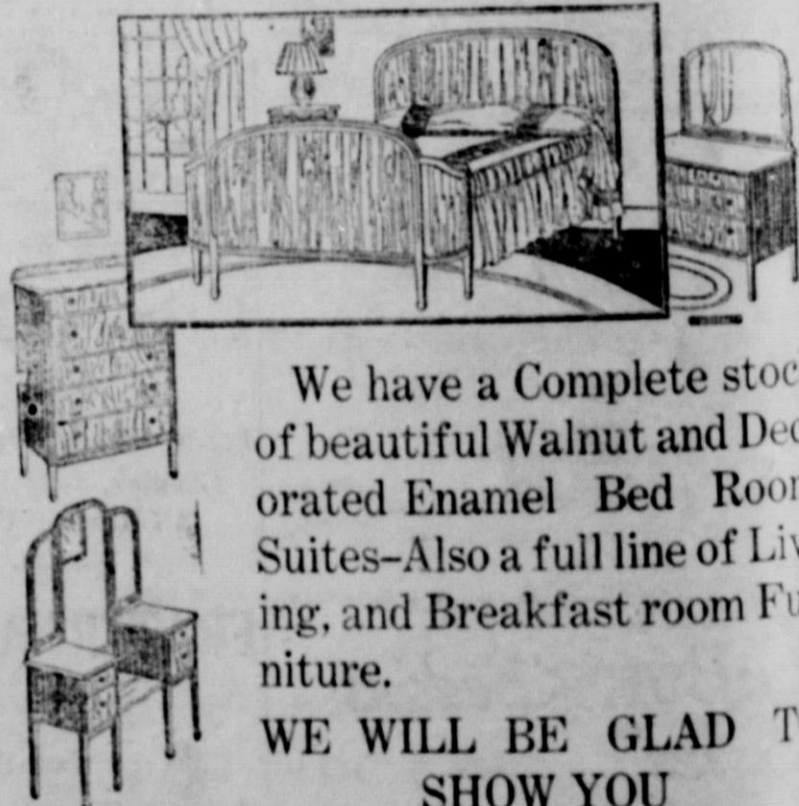 We have a Complete stoc
of beautiful Walnut and Dec
orated Enamel Bed Roo
Suites-Also a full line of Liv
ing, and Breakfast room Fu
niture.
WE WILL BE GLAD T
SHOW YOU